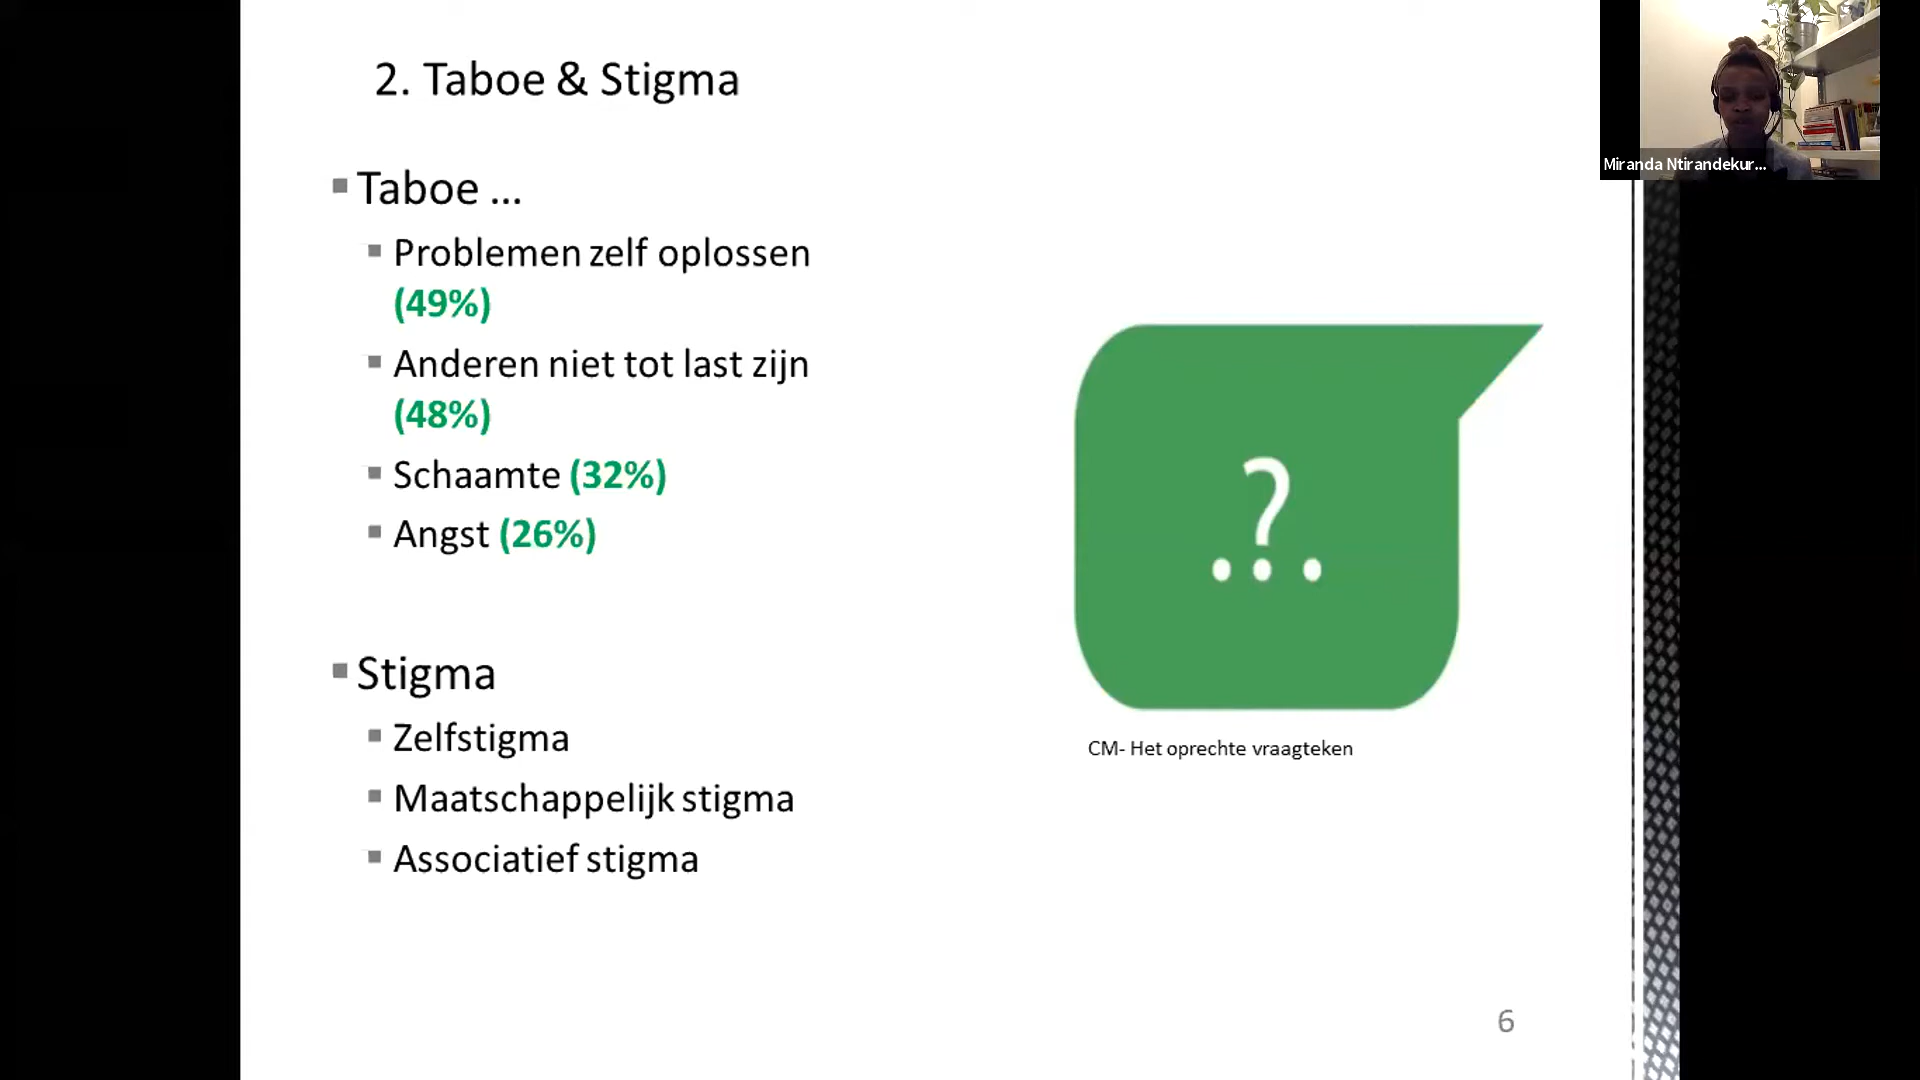 2. Taboe & Stigma
Taboe ...
Problemen zelf oplossen
(49%)
Anderen niet tot last zijn
(48%)
Schaamte (32%)
Angst (26%)
Stigma
Zelfstigma
Maatschappelijk stigma
Associatief stigma
?
...
CM- Het oprechte vraagteken
6
Miranda Ntirandekur...